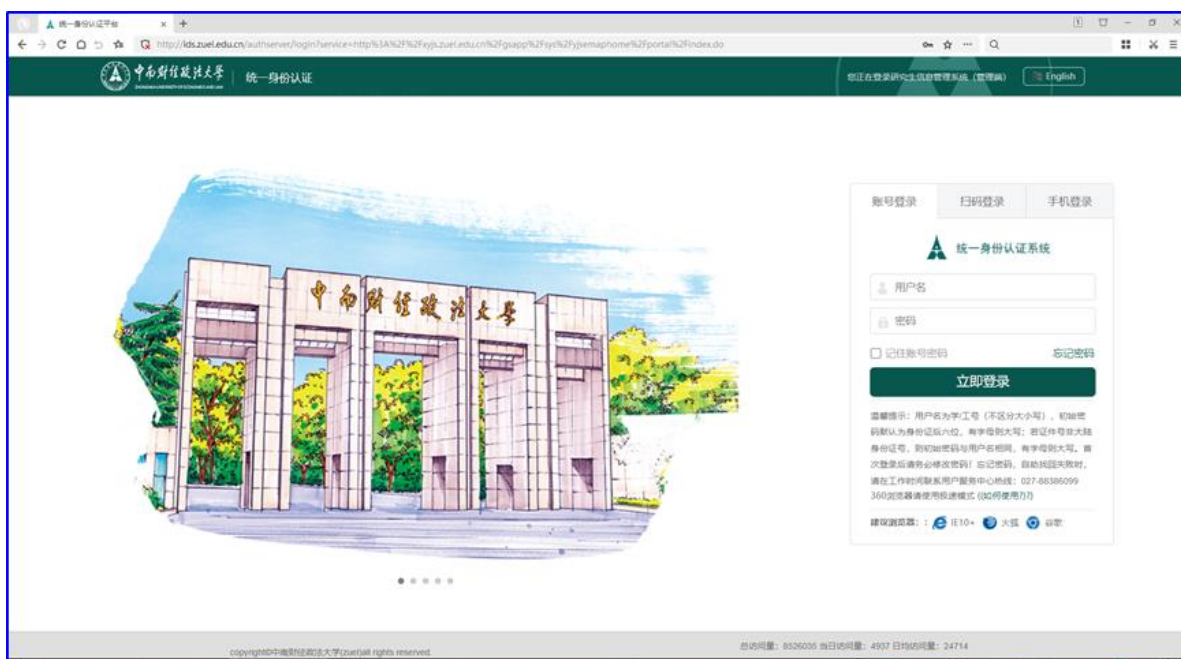 统一身份认证平台
http://ids.zuel.edu.cn/authserver/login?service=http%3A%2F%2Fxyjs.zuel.edu.cn%2Fgsapp%2Fsys%2Fyjsemaphome%2Fportal%2Findex.do
中南财经政法大学
ZHONGNAN UNIVERSITY OF ECONOMICS AND LAW
统一身份认证
您正在登录研究生信息管理系统（管理端）
English
中南财经政法大学
账号登录 扫码登录 手机登录
统一身份认证系统
用户名
密码
记住账号密码 忘记密码
立即登录
温馨提示：用户名为学/工号（不区分大小写），初始密
码默认为身份证后六位，有字母则大写；若证件号非大陆
身份证号，则初始密码与用户名相同，有字母则大写。首
次登录后请务必修改密码！忘记密码，自助找回失败时，
请在工作时间联系用户服务中心热线：027-88386099
360浏览器请使用极速模式 ((如何使用?)?)
建议浏览器：: IE10+ 火狐 谷歌
copyright©中南财经政法大学(zuel)all rights reserved.
总访问量：8526035 当日访问量：4937 日均访问量：24714